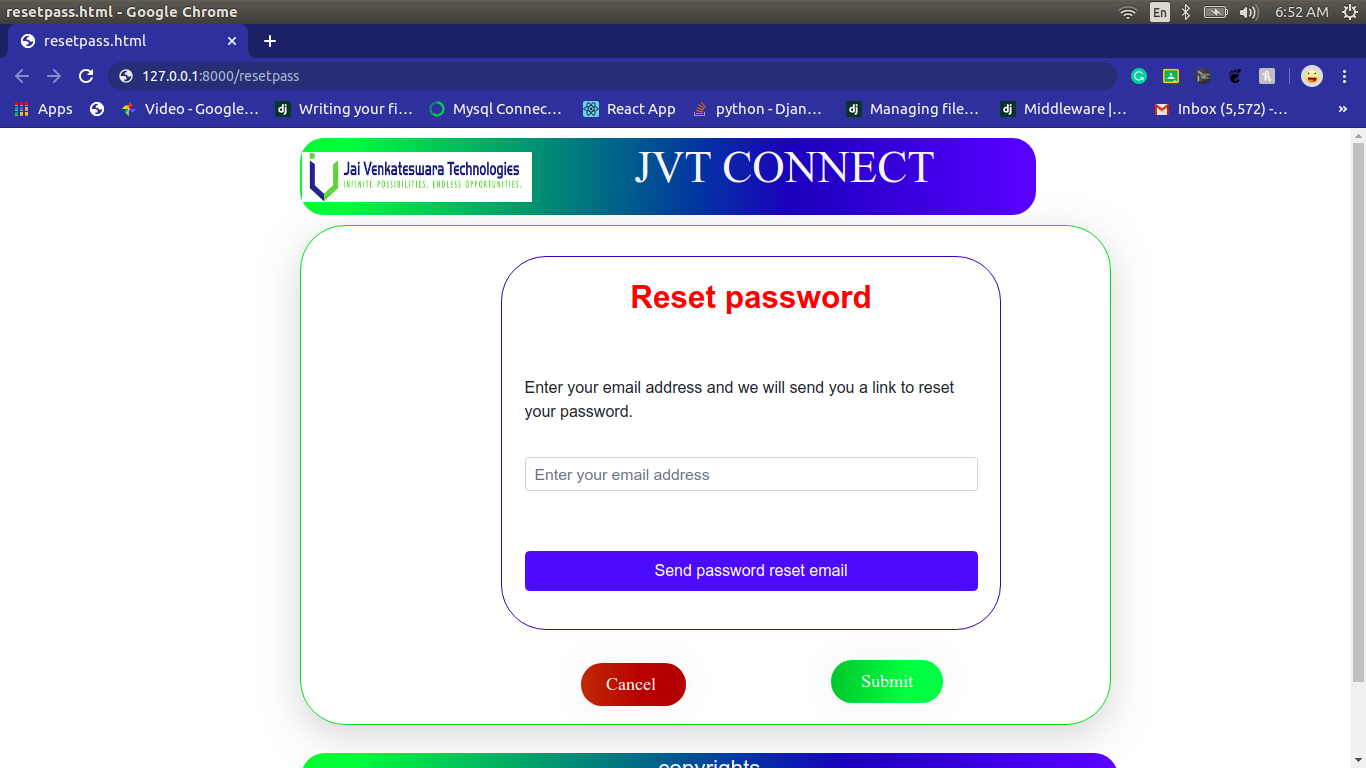 resetpass.html - Google Chrome
En
6:52 AM
resetpass.html
127.0.0.1:8000/resetpass
Apps
Video - Google…
dj
Writing your fi…
Mysql Connec…
React App
python - Djan…
dj
Managing file…
dj
Middleware |…
Inbox (5,572) -…
»
Jai Venkateswara Technologies
INFINITE POSSIBILITIES. ENDLESS OPPORTUNITIES.
JVT CONNECT
Reset password
Enter your email address and we will send you a link to reset
your password.
Enter your email address
Send password reset email
Cancel
Submit
copyrights